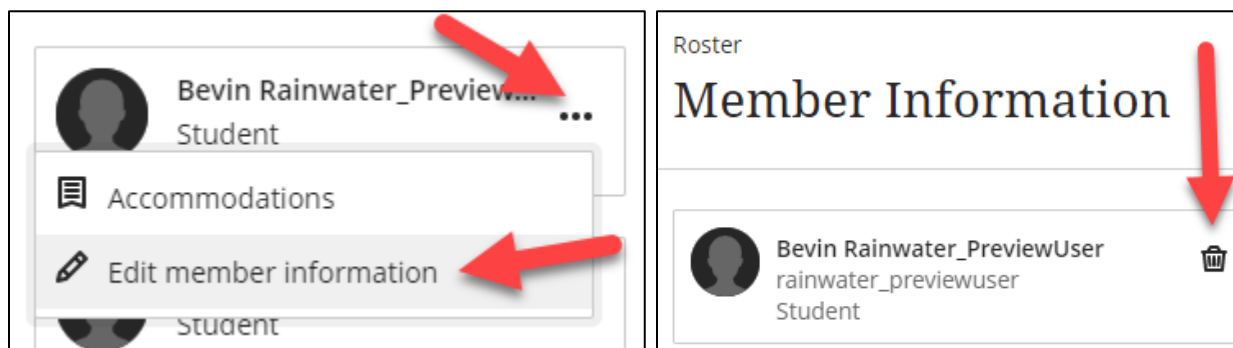 Bevin Rainwater_Preview...
Student
Accommodations
Edit member information
Student
Roster
Member Information
Bevin Rainwater_PreviewUser
rainwater_previewuser
Student